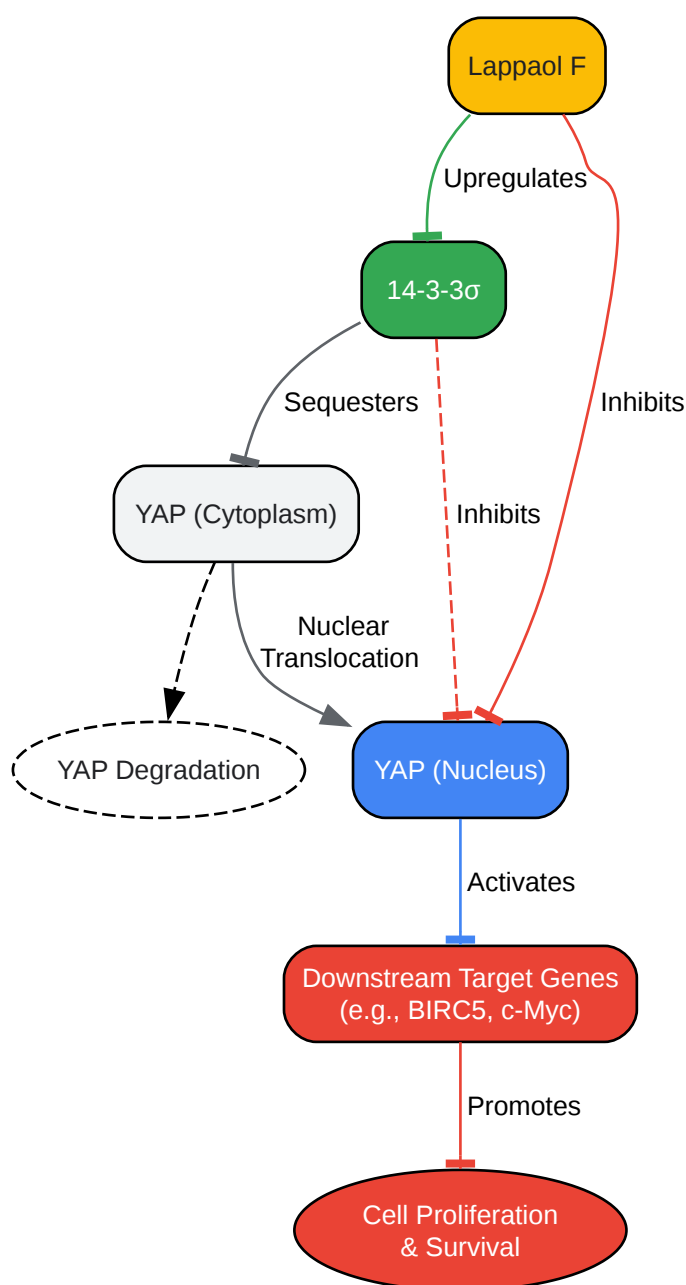 Lappaol F
Upregulates
14-3-3σ
Sequesters
Inhibits
YAP (Cytoplasm)
Inhibits
Nuclear
Translocation
YAP Degradation
YAP (Nucleus)
Activates
Downstream Target Genes
(e.g., BIRC5, c-Myc)
Promotes
Cell Proliferation
& Survival